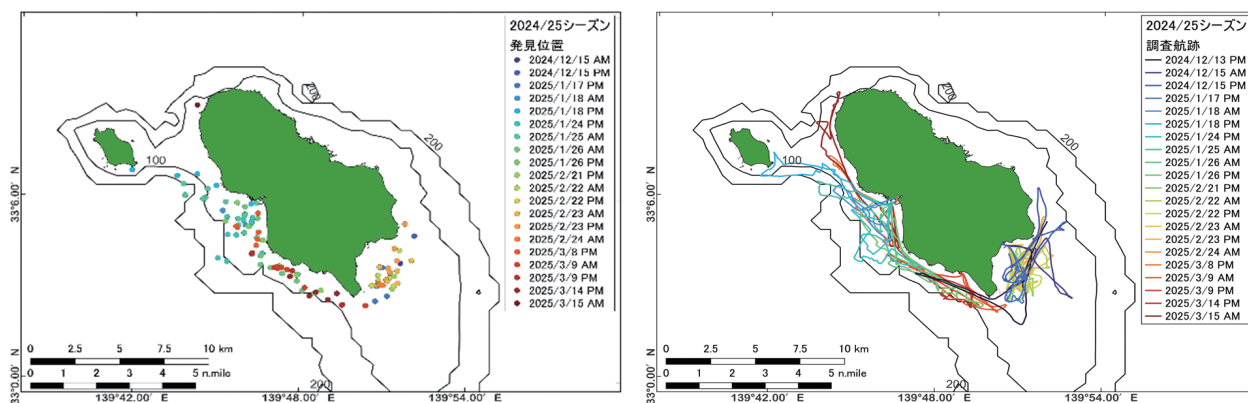 2024/25シーズン
発見位置
2024/12/15 AM
2024/12/15 PM
2025/1/17 PM
2025/1/18 AM
2025/1/18 PM
2025/1/24 PM
2025/1/25 AM
2025/1/26 AM
2025/1/26 PM
2025/2/21 PM
2025/2/22 AM
2025/2/22 PM
2025/2/23 AM
2025/2/23 PM
2025/2/24 AM
2025/3/8 PM
2025/3/9 AM
2025/3/9 PM
2025/3/14 PM
2025/3/15 AM
200
200
100
200
33°6.00′ N
33°0.00′ N
0 2.5 5 7.5 10 km
0 1 2 3 4 5 n.mile
139°42.00′ E
139°48.00′ E
139°54.00′ E
2024/25シーズン
調査航跡
2024/12/13 PM
2024/12/15 AM
2024/12/15 PM
2025/1/17 PM
2025/1/18 AM
2025/1/18 PM
2025/1/24 PM
2025/1/25 AM
2025/1/26 AM
2025/1/26 PM
2025/2/21 PM
2025/2/22 AM
2025/2/22 PM
2025/2/23 AM
2025/2/23 PM
2025/2/24 AM
2025/3/8 PM
2025/3/9 AM
2025/3/9 PM
2025/3/14 PM
2025/3/15 AM
200
200
100
200
33°6.00′ N
33°0.00′ N
0 2.5 5 7.5 10 km
0 1 2 3 4 5 n.mile
139°42.00′ E
139°48.00′ E
139°54.00′ E